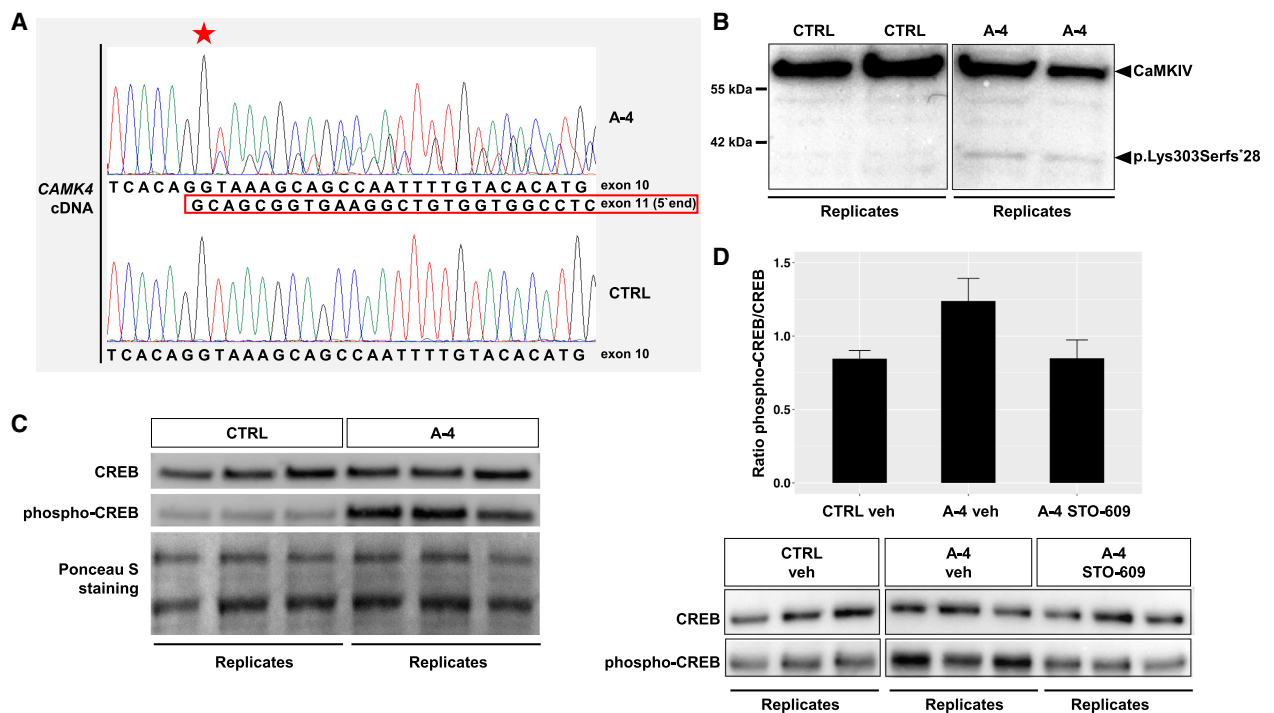 A
A-4
CAMK4
cDNA
TCACAGGTAAAGCAGCCAATTTTGTACACATG exon 10
GCAGCGGTGAAGGCTGTGGTGGCCTC exon 11 (5`end)
CTRL
TCACAGGTAAAGCAGCCAATTTTGTACACATG exon 10
B
CTRL CTRL A-4 A-4
CaMKIV
55 kDa
42 kDa
p.Lys303Serfs*28
Replicates Replicates
C
CTRL A-4
CREB
phospho-CREB
Ponceau S
staining
Replicates Replicates
D
Ratio phospho-CREB/CREB
1.5
1.0
0.5
0.0
CTRL veh A-4 veh A-4 STO-609
CTRL
veh
A-4
veh
A-4
STO-609
CREB
phospho-CREB
Replicates Replicates Replicates